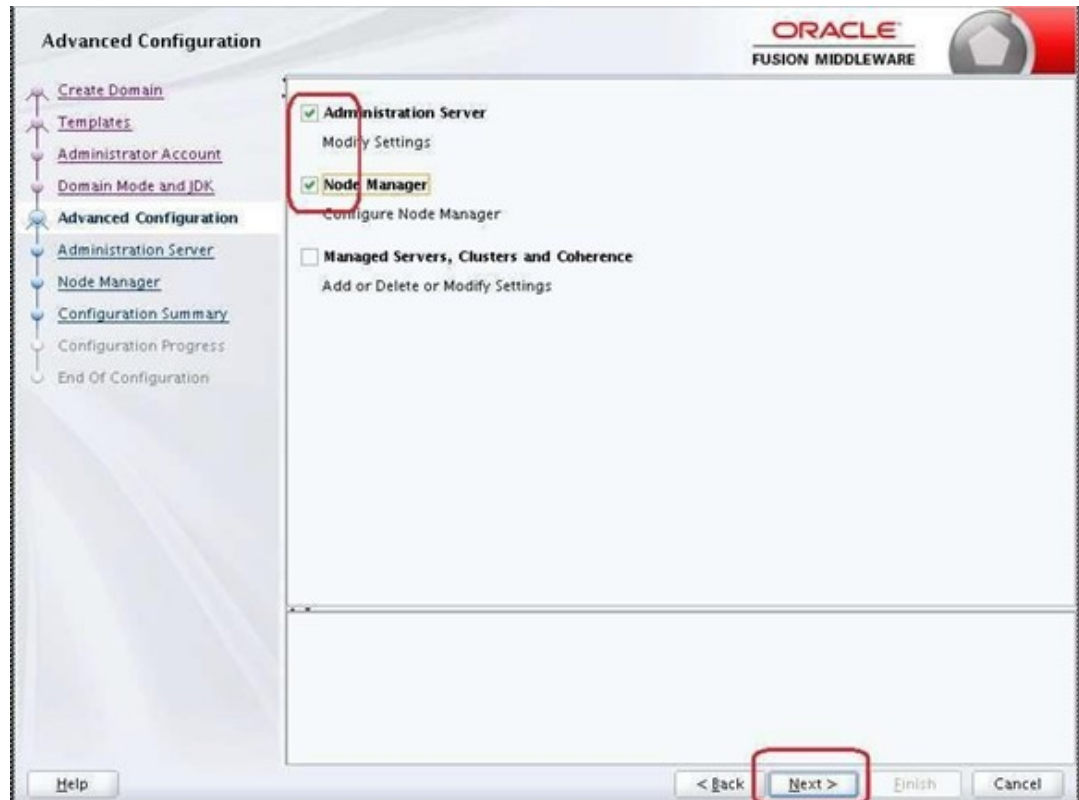 Advanced Configuration
ORACLE
FUSION MIDDLEWARE
Create Domain
Templates
Administrator Account
Domain Mode and JDK
Advanced Configuration
Administration Server
Node Manager
Configuration Summary
Configuration Progress
End Of Configuration
Administration Server
Modify Settings
Node Manager
Configure Node Manager
Managed Servers, Clusters and Coherence
Add or Delete or Modify Settings
Help
< Back
Next >
Finish
Cancel